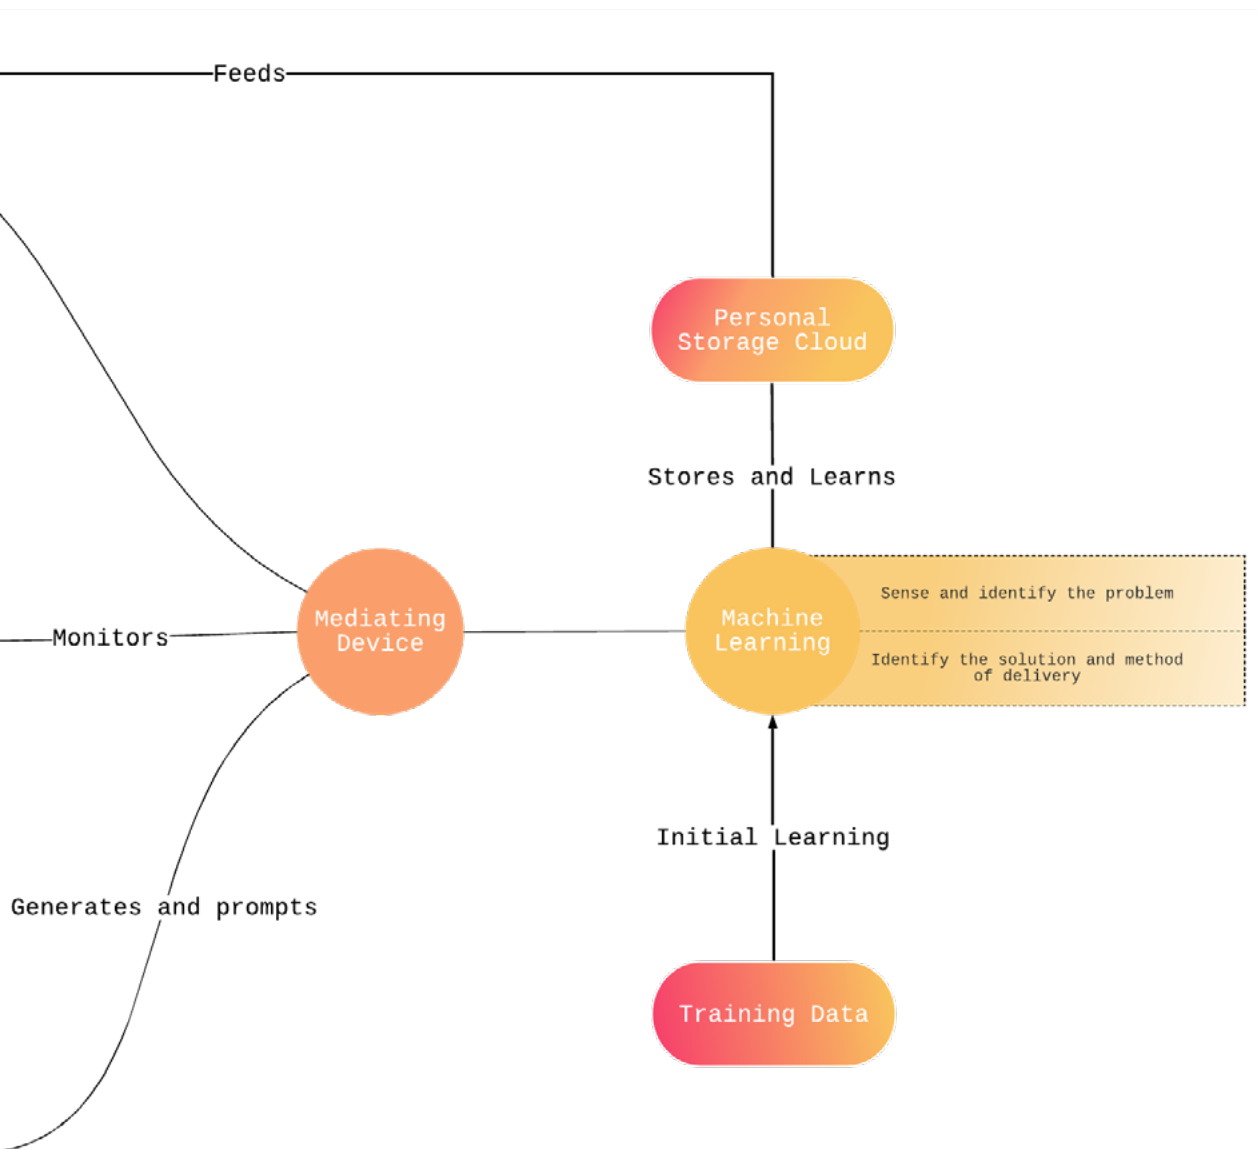 Feeds
Personal
Storage Cloud
Stores and Learns
Mediating
Device
Machine
Learning
Sense and identify the problem
Identify the solution and method
of delivery
Monitors
Initial Learning
Generates and prompts
Training Data